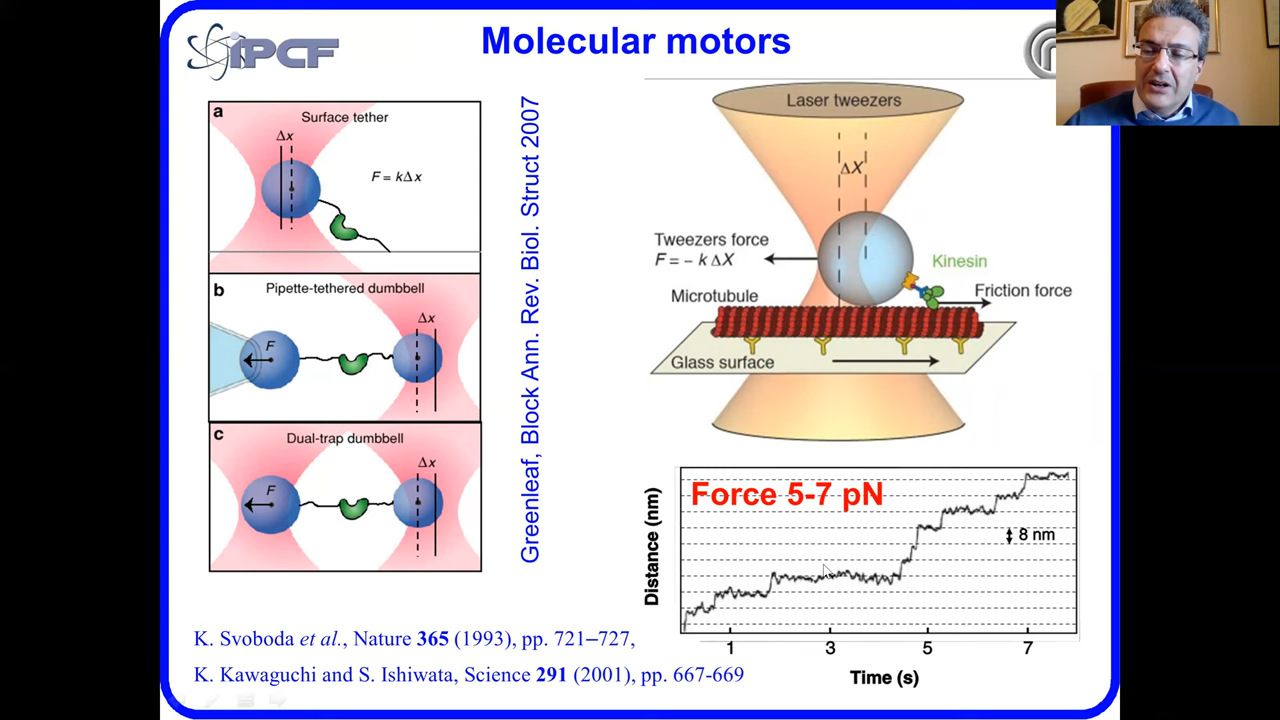 iPCF
Molecular motors
a
Surface tether
Δx
F = kΔx
b
Pipette-tethered dumbbell
Δx
F
c
Dual-trap dumbbell
Δx
F
Greenleaf, Block Ann. Rev. Biol. Struct 2007
Laser tweezers
ΔX
Tweezers force
F = – k ΔX
Kinesin
Friction force
Microtubule
Glass surface
Force 5-7 pN
8 nm
Distance (nm)
1 3 5 7
Time (s)
K. Svoboda et al., Nature 365 (1993), pp. 721–727,
K. Kawaguchi and S. Ishiwata, Science 291 (2001), pp. 667-669